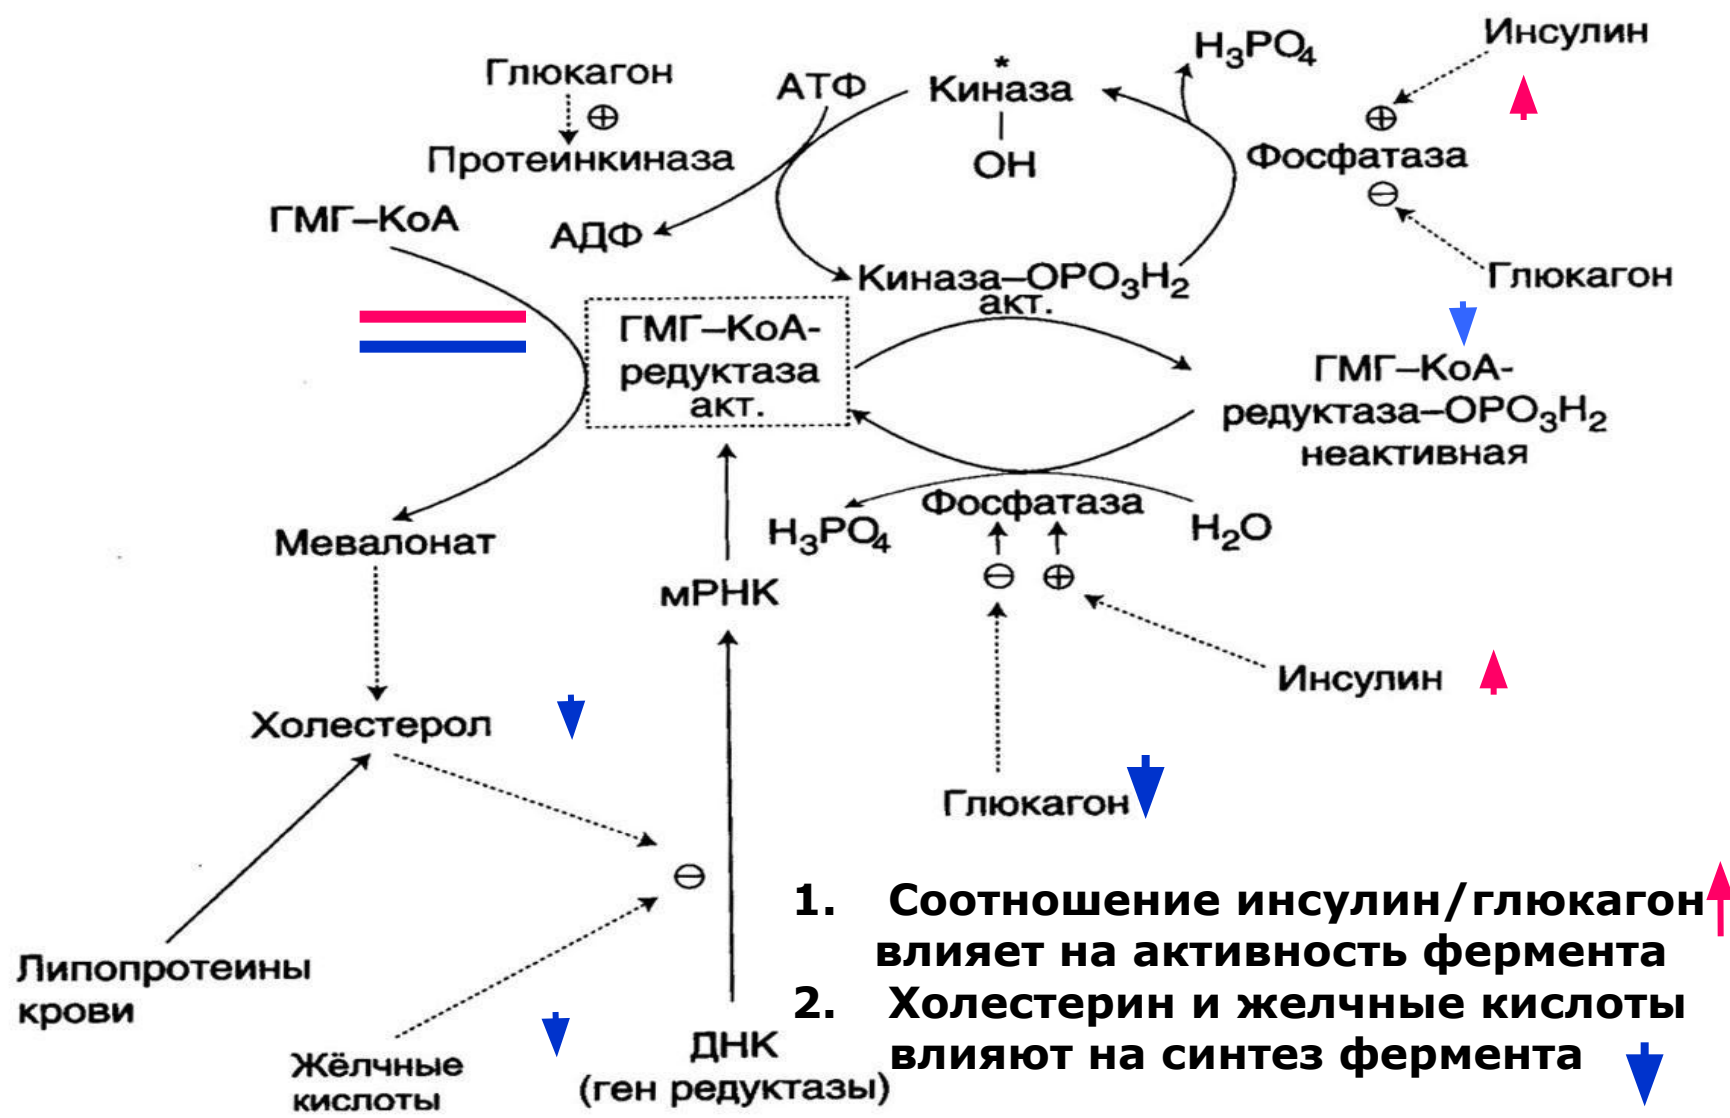 Глюкагон
⊕
Протеинкиназа
АТФ
АДФ
*
Киназа
OH
H₃PO₄
Инсулин
⊕
Фосфатаза
⊖
Глюкагон
ГМГ–КоА
Киназа–OPO₃H₂
акт.
ГМГ–КоА-
редуктаза
акт.
ГМГ–КоА-
редуктаза–OPO₃H₂
неактивная
Фосфатаза
H₃PO₄
H₂O
⊖ ⊕
Мевалонат
мРНК
Инсулин
Холестерол
Глюкагон
⊖
Липопротеины
крови
Жёлчные
кислоты
ДНК
(ген редуктазы)
1. Соотношение инсулин/глюкагон
влияет на активность фермента
2. Холестерин и желчные кислоты
влияют на синтез фермента